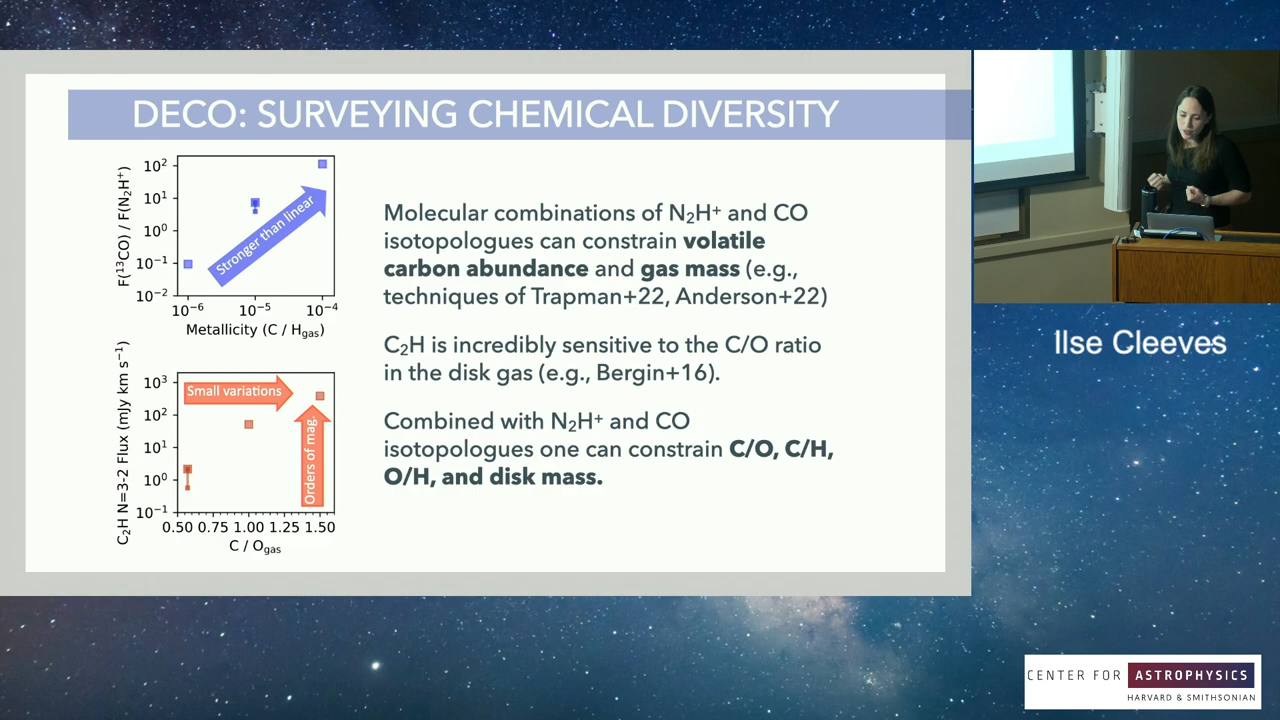 DECO: SURVEYING CHEMICAL DIVERSITY
F(¹³CO) / F(N₂H⁺)
10²
10¹
10⁰
10⁻¹
10⁻²
Stronger than linear
10⁻⁶ 10⁻⁵ 10⁻⁴
Metallicity (C / H_gas)
C₂H N=3-2 Flux (mJy km s⁻¹)
10³
10²
10¹
10⁰
10⁻¹
Small variations
Orders of mag.
0.50 0.75 1.00 1.25 1.50
C / O_gas
Molecular combinations of N₂H⁺ and CO
isotopologues can constrain volatile
carbon abundance and gas mass (e.g.,
techniques of Trapman+22, Anderson+22)
C₂H is incredibly sensitive to the C/O ratio
in the disk gas (e.g., Bergin+16).
Combined with N₂H⁺ and CO
isotopologues one can constrain C/O, C/H,
O/H, and disk mass.
Ilse Cleeves
CENTER FOR ASTROPHYSICS
HARVARD & SMITHSONIAN